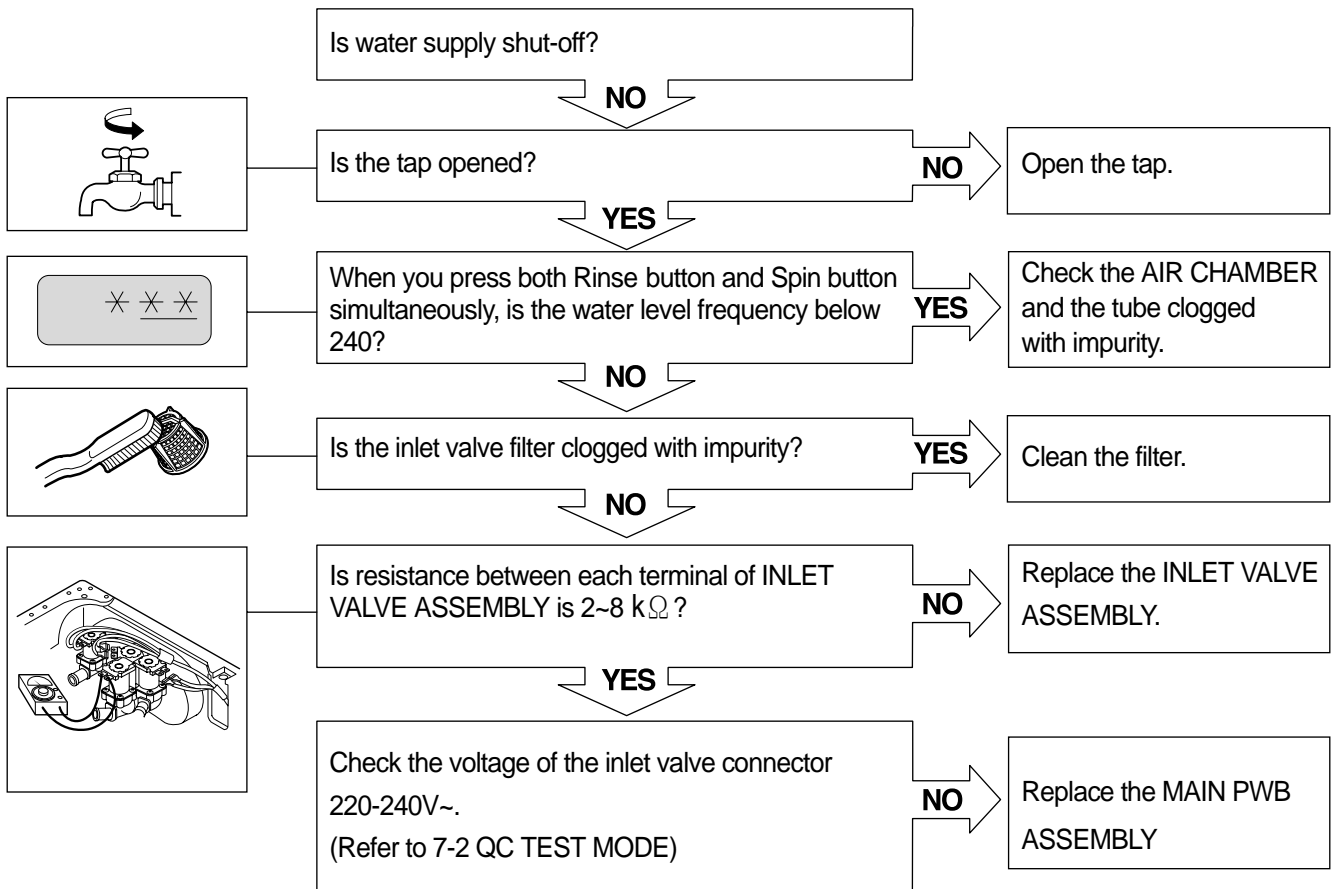 Is water supply shut-off?
NO
Is the tap opened?
NO
Open the tap.
YES
When you press both Rinse button and Spin button
simultaneously, is the water level frequency below
240?
YES
Check the AIR CHAMBER
and the tube clogged
with impurity.
NO
Is the inlet valve filter clogged with impurity?
YES
Clean the filter.
NO
Is resistance between each terminal of INLET
VALVE ASSEMBLY is 2~8 kΩ ?
NO
Replace the INLET VALVE
ASSEMBLY.
YES
Check the voltage of the inlet valve connector
220-240V~.
(Refer to 7-2 QC TEST MODE)
NO
Replace the MAIN PWB
ASSEMBLY